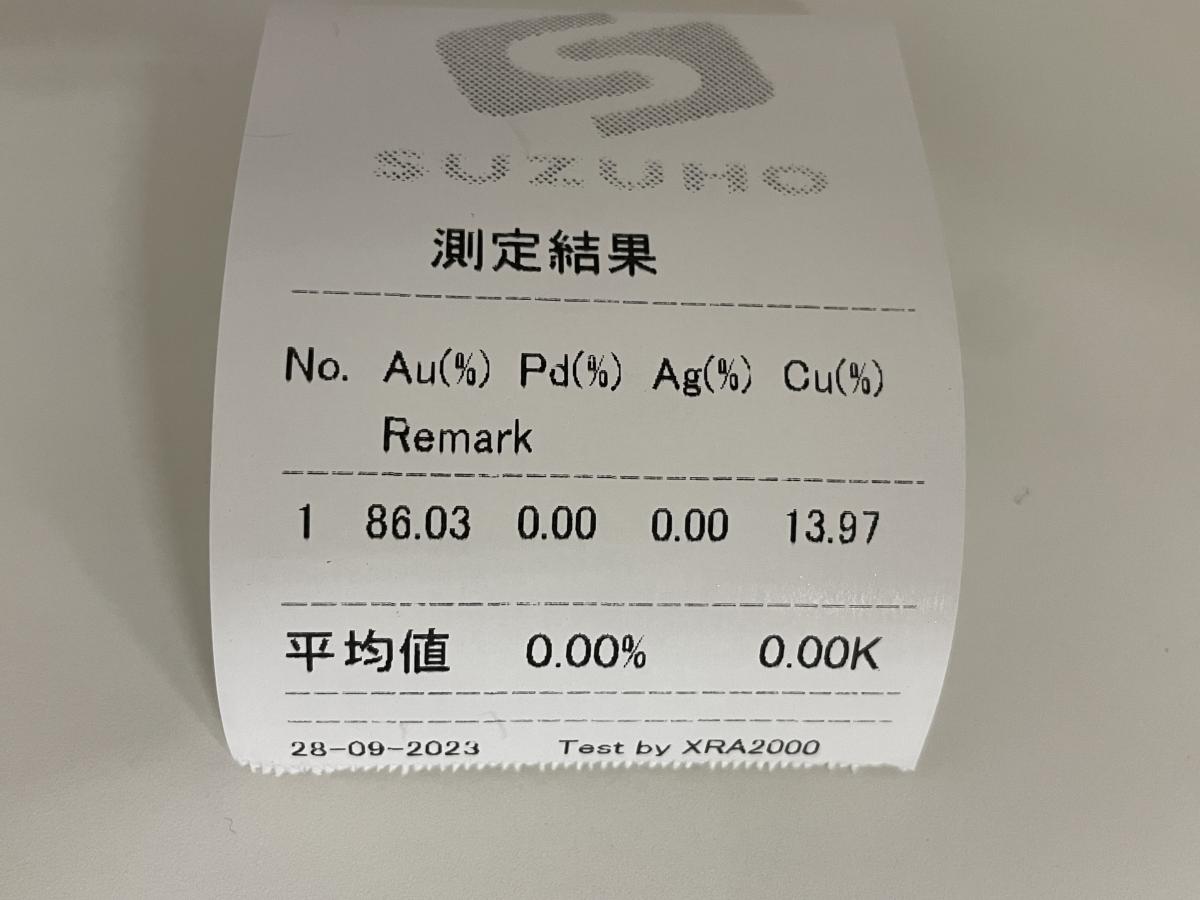 SUZUHO
測定結果
No. Au(%) Pd(%) Ag(%) Cu(%)
Remark
1 86.03 0.00 0.00 13.97
平均値 0.00% 0.00K
28-09-2023 Test by XRA2000